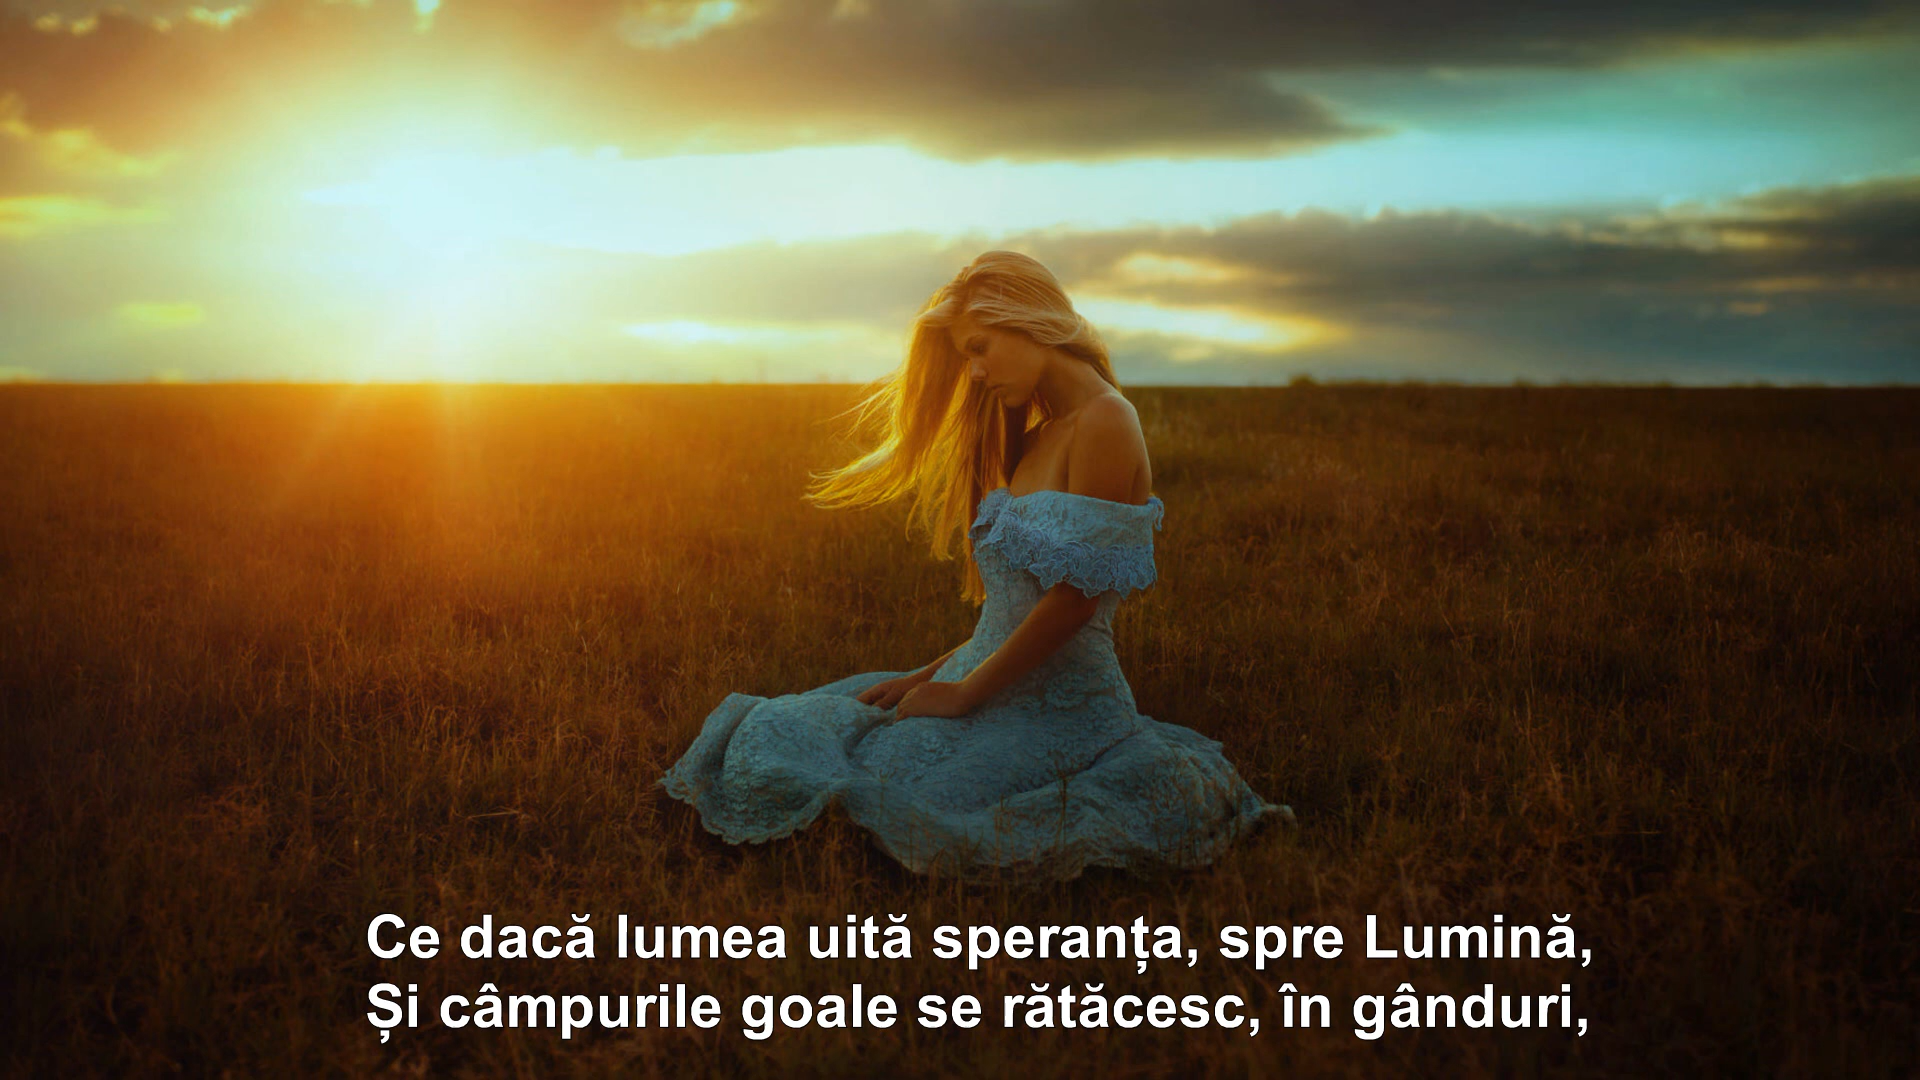 Ce dacă lumea uită speranța, spre Lumină,
Și câmpurile goale se rătăcesc, în gânduri,